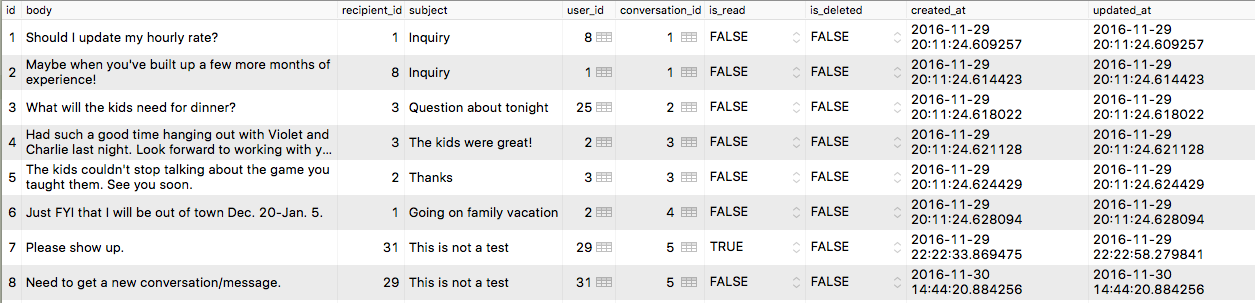 id body recipient_id subject user_id conversation_id is_read is_deleted created_at updated_at
1 Should I update my hourly rate? 1 Inquiry 8 1 FALSE FALSE 2016-11-29 20:11:24.609257 2016-11-29 20:11:24.609257
2 Maybe when you've built up a few more months of experience! 8 Inquiry 1 1 FALSE FALSE 2016-11-29 20:11:24.614423 2016-11-29 20:11:24.614423
3 What will the kids need for dinner? 3 Question about tonight 25 2 FALSE FALSE 2016-11-29 20:11:24.618022 2016-11-29 20:11:24.618022
4 Had such a good time hanging out with Violet and Charlie last night. Look forward to working with y... 3 The kids were great! 2 3 FALSE FALSE 2016-11-29 20:11:24.621128 2016-11-29 20:11:24.621128
5 The kids couldn't stop talking about the game you taught them. See you soon. 2 Thanks 3 3 FALSE FALSE 2016-11-29 20:11:24.624429 2016-11-29 20:11:24.624429
6 Just FYI that I will be out of town Dec. 20-Jan. 5. 1 Going on family vacation 2 4 FALSE FALSE 2016-11-29 20:11:24.628094 2016-11-29 20:11:24.628094
7 Please show up. 31 This is not a test 29 5 TRUE FALSE 2016-11-29 22:22:33.869475 2016-11-29 22:22:58.279841
8 Need to get a new conversation/message. 29 This is not a test 31 5 FALSE FALSE 2016-11-30 14:44:20.884256 2016-11-30 14:44:20.884256